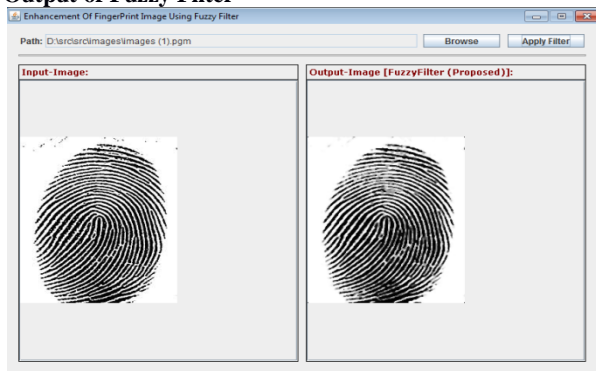 Output of Fuzzy Filter
Enhancement Of FingerPrint Image Using Fuzzy Filter
Path: D:\src\src\images\images (1).pgm Browse Apply Filter
Input-Image: Output-Image [FuzzyFilter (Proposed)]: